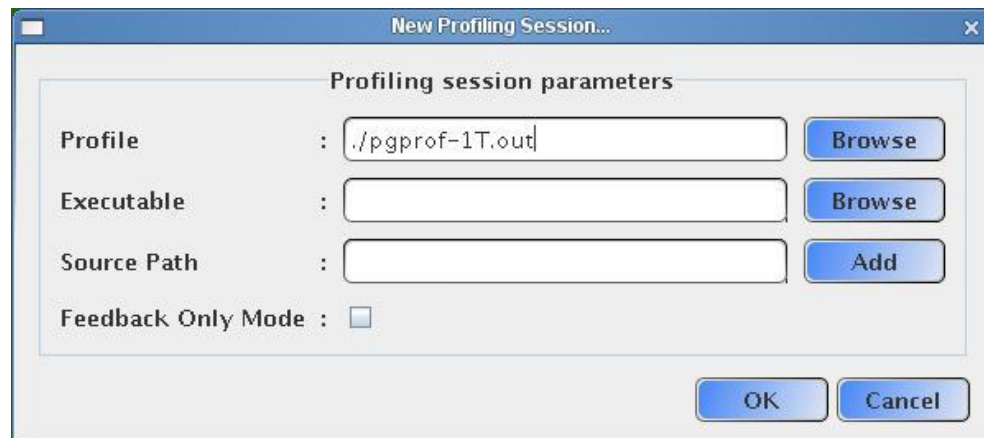 New Profiling Session...
Profiling session parameters
Profile : ./pgprof-1T.out Browse
Executable : Browse
Source Path : Add
Feedback Only Mode :
OK Cancel